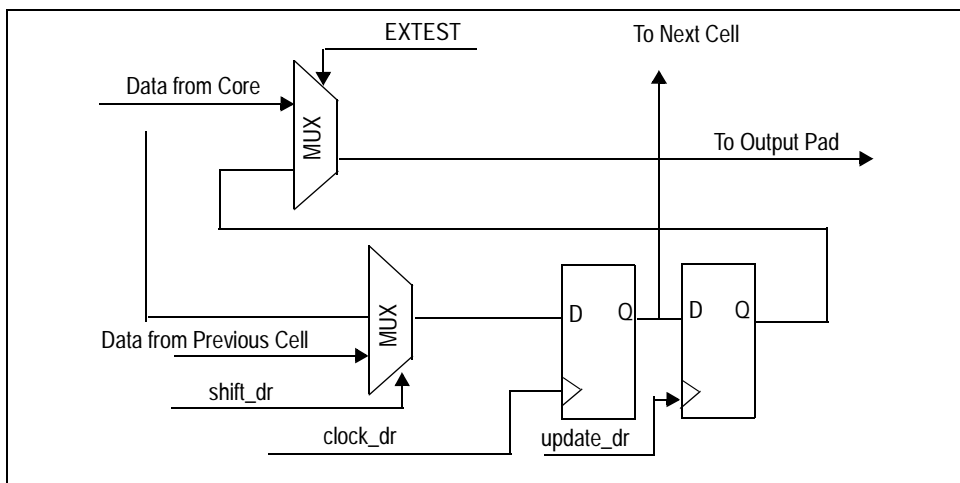 EXTEST
To Next Cell
Data from Core
MUX
To Output Pad
MUX
D Q
D Q
Data from Previous Cell
shift_dr
clock_dr
update_dr